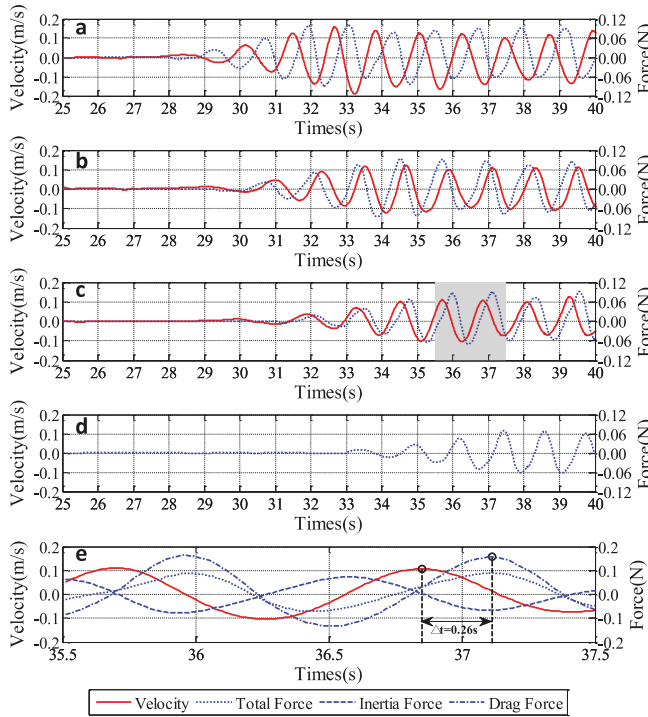 a
Velocity(m/s)
0.2
0.1
0.0
-0.1
-0.2
0.12
0.06
0.00
-0.06
-0.12
Force(N)
25 26 27 28 29 30 31 32 33 34 35 36 37 38 39 40
Times(s)
b
Velocity(m/s)
0.2
0.1
0.0
-0.1
-0.2
0.12
0.06
0.00
-0.06
-0.12
Force(N)
25 26 27 28 29 30 31 32 33 34 35 36 37 38 39 40
Times(s)
c
Velocity(m/s)
0.2
0.1
0.0
-0.1
-0.2
0.12
0.06
0.00
-0.06
-0.12
Force(N)
25 26 27 28 29 30 31 32 33 34 35 36 37 38 39 40
Times(s)
d
Velocity(m/s)
0.2
0.1
0.0
-0.1
-0.2
0.12
0.06
0.00
-0.06
-0.12
Force(N)
25 26 27 28 29 30 31 32 33 34 35 36 37 38 39 40
Times(s)
e
Velocity(m/s)
0.2
0.1
0.0
-0.1
-0.2
0.2
0.1
0.0
-0.1
-0.2
Force(N)
△t=0.26s
35.5 36 36.5 37 37.5
Times(s)
Velocity Total Force Inertia Force Drag Force